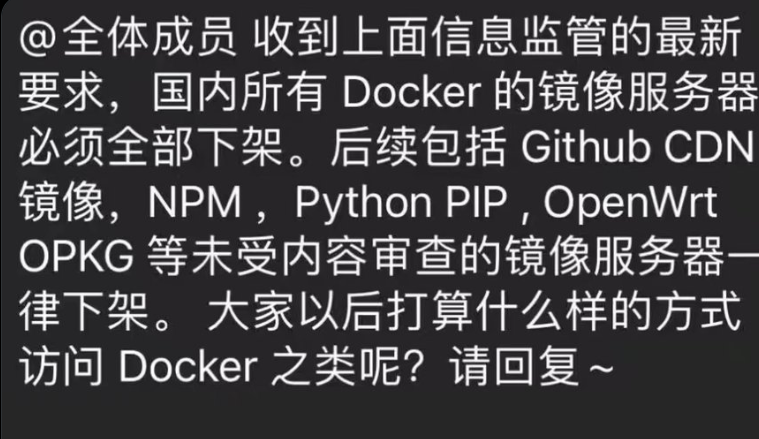 @全体成员 收到上面信息监管的最新
要求，国内所有 Docker 的镜像服务器
必须全部下架。后续包括 Github CDN
镜像，NPM ，Python PIP , OpenWrt
OPKG 等未受内容审查的镜像服务器一
律下架。 大家以后打算什么样的方式
访问 Docker 之类呢？请回复~